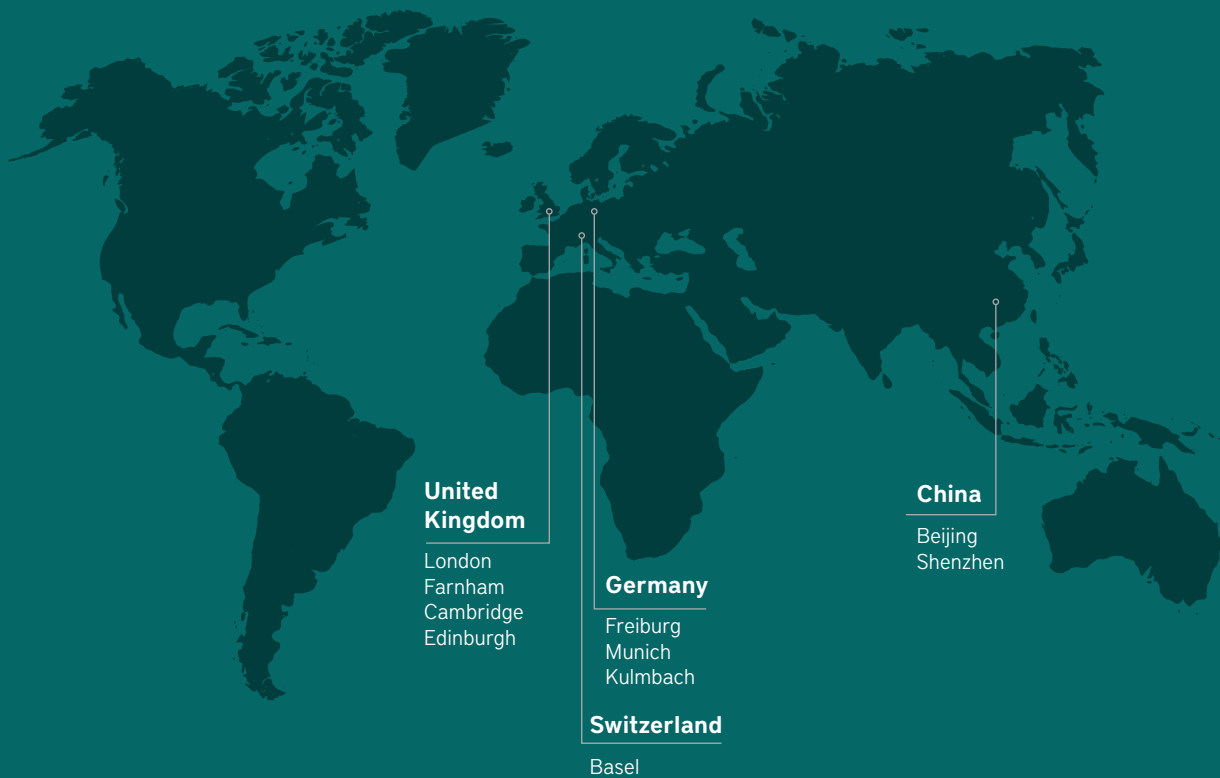 United
Kingdom
London
Farnham
Cambridge
Edinburgh
Germany
Freiburg
Munich
Kulmbach
Switzerland
Basel
China
Beijing
Shenzhen